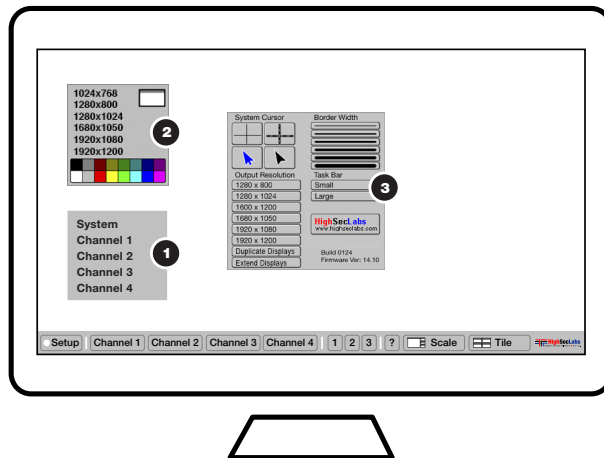 1024x768
1280x800
1280x1024
1680x1050
1920x1080
1920x1200
2
System
Channel 1
Channel 2
Channel 3
Channel 4
1
System Cursor
Border Width
Output Resolution
1280 x 800
1280 x 1024
1600 x 1200
1680 x 1050
1920 x 1080
1920 x 1200
Duplicate Displays
Extend Displays
Task Bar
Small
Large
3
HighSecLabs
www.highseclabs.com
Build 0124
Firmware Ver: 14.10
Setup Channel 1 Channel 2 Channel 3 Channel 4 1 2 3 ? Scale Tile HighSecLabs